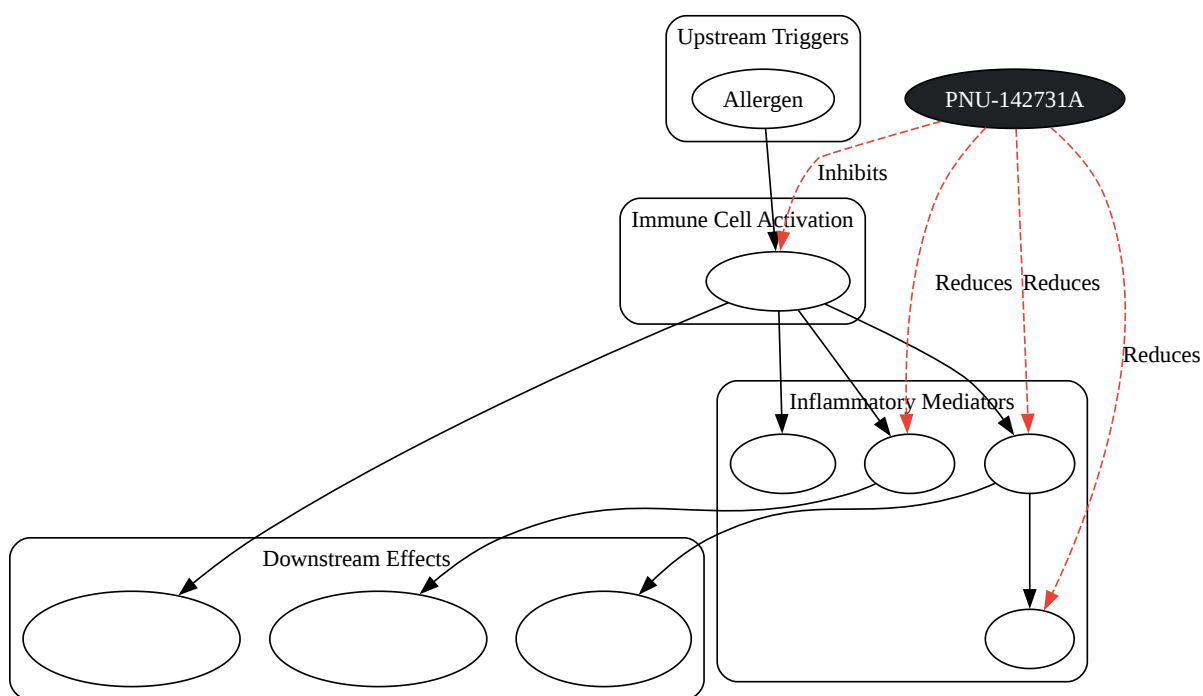 Upstream Triggers
Allergen
PNU-142731A
Inhibits
Immune Cell Activation
Reduces
Reduces
Reduces
Inflammatory Mediators
Downstream Effects